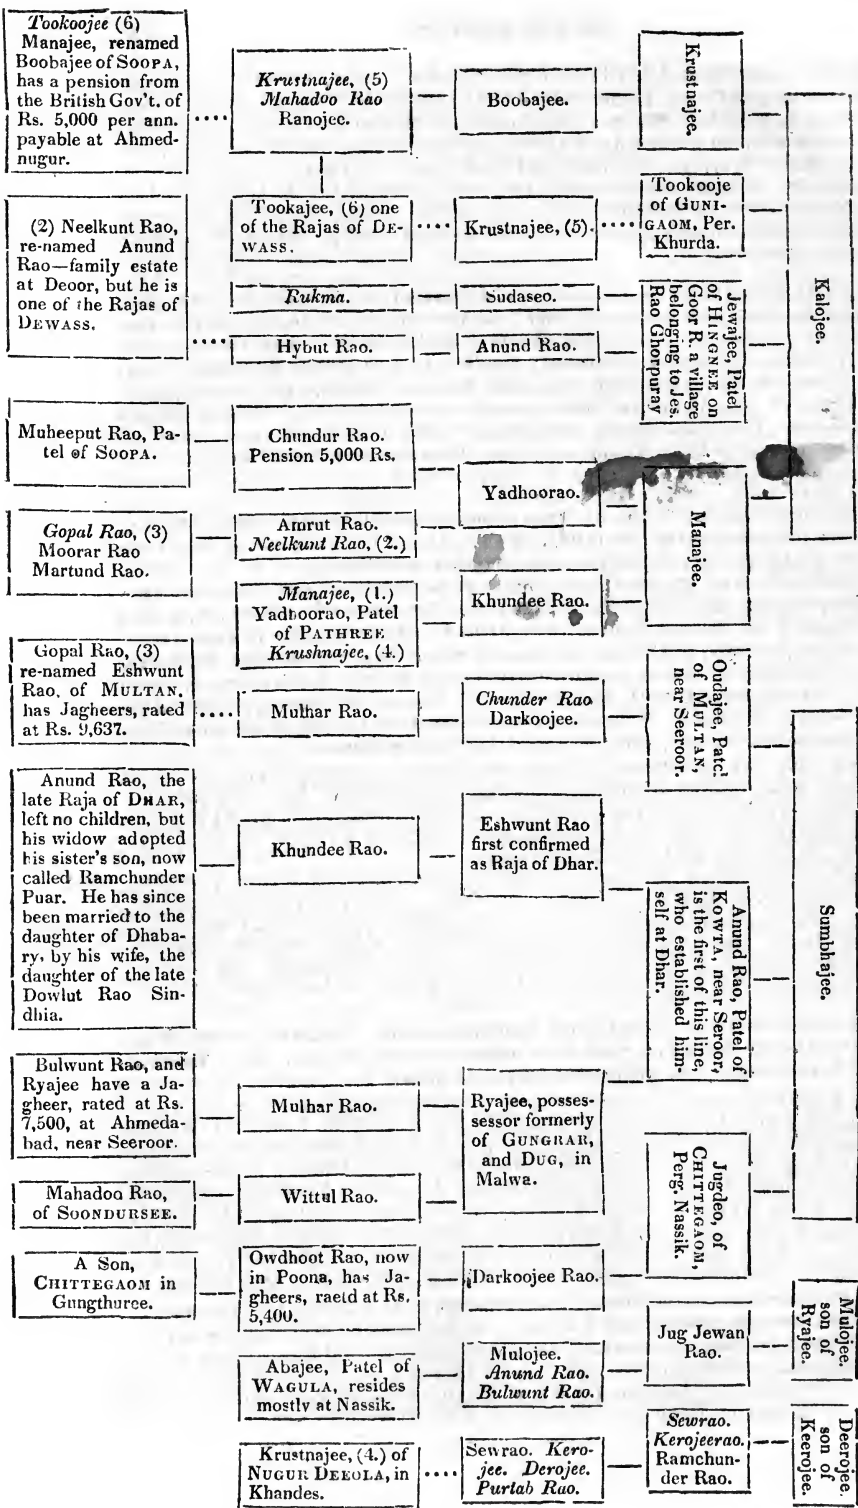 Tookoojee (6)
Manajee, renamed
Boobajee of SOOPA,
has a pension from
the British Gov't. of
Rs. 5,000 per ann.
payable at Ahmed-
nugur.
Krustnajee, (5)
Mahadoo Rao
Ranojee.
Boobajee.
Krustnajee.
Kalojee.
(2) Neelkunt Rao,
re-named Anund
Rao—family estate
at Deoor, but he is
one of the Rajas of
DEWASS.
Tookajee, (6) one
of the Rajas of DE-
WASS.
Krustnajee, (5).
Tookooje
of GUNI-
GAOM, Per.
Khurda.
Rukma.
Sudaseo.
Hybut Rao.
Anund Rao.
Jewajee, Patel
of HINGNEE on
Goor R. a village
belonging to Jes.
Rao Ghorpuray
Muheeput Rao, Pa-
tel of SOOPA.
Chundur Rao.
Pension 5,000 Rs.
Yadhoorao.
Manajee.
Gopal Rao, (3)
Moorar Rao
Martund Rao.
Amrut Rao.
Neelkunt Rao, (2.)
Manajee, (1.)
Yadhoorao, Patel
of PATHREE
Krushnajee, (4.)
Khundee Rao.
Gopal Rao, (3)
re-named Eshwunt
Rao, of MULTAN,
has Jagheers, rated
at Rs. 9,637.
Mulhar Rao.
Chunder Rao
Darkoojee.
Oudajee, Patel
of MULTAN,
near Seeroor.
Sumbhajee.
Anund Rao, the
late Raja of DHAR,
left no children, but
his widow adopted
his sister's son, now
called Ramchunder
Puar. He has since
been married to the
daughter of Dhaba-
ry, by his wife, the
daughter of the late
Dowlut Rao Sin-
dhia.
Khundee Rao.
Eshwunt Rao
first confirmed
as Raja of Dhar.
Anund Rao, Patel of
KOWTA, near Seroor,
is the first of this line,
who established him-
self at Dhar.
Bulwunt Rao, and
Ryajee have a Ja-
gheer, rated at Rs.
7,500, at Ahmeda-
bad, near Seeroor.
Mulhar Rao.
Ryajee, posses-
sessor formerly
of GUNGRAR,
and DUG, in
Malwa.
Mahadoo Rao,
of SOONDURSEE.
Wittul Rao.
Jugdeo, of
CHITTEGAOM,
Perg. Nassik.
A Son,
CHITTEGAOM in
Gungthuree.
Owdhoot Rao, now
in Poona, has Ja-
gheers, raetd at Rs.
5,400.
Darkoojee Rao.
Abajee, Patel of
WAGULA, resides
mostly at Nassik.
Mulojee.
Anund Rao.
Bulwunt Rao.
Jug Jewan
Rao.
Mulojee.
son of
Ryajee.
Krustnajee, (4.) of
NUGUR DEEOLA, in
Khandes.
Sewrao. Kero-
jee. Derojee.
Purtab Rao.
Sewrao.
Kerojeerao.
Ramchun-
der Rao.
Deerojee.
son of
Keerojee.